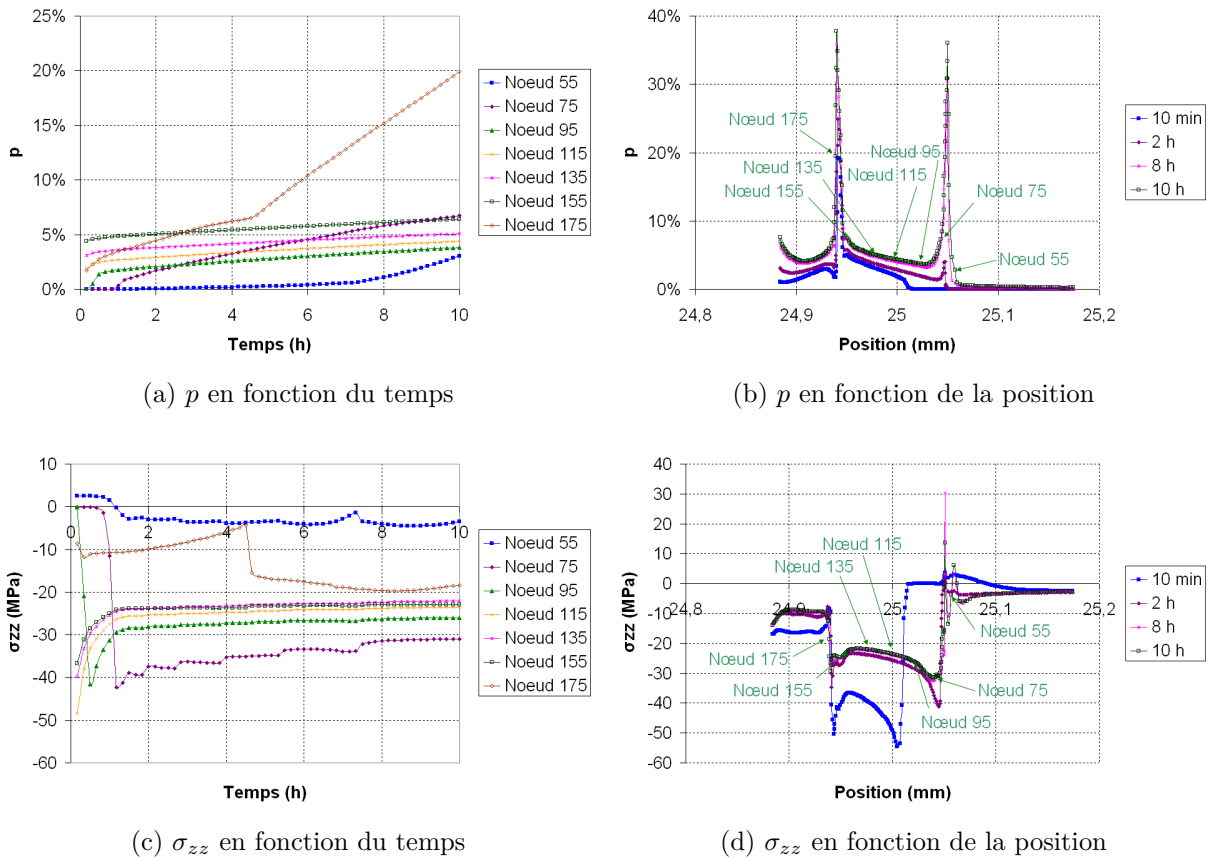 25%
20%
15%
10%
5%
0%
p
0
2
4
6
8
10
Temps (h)
Noeud 55
Noeud 75
Noeud 95
Noeud 115
Noeud 135
Noeud 155
Noeud 175
(a) p en fonction du temps
40%
30%
20%
10%
0%
p
24,8
24,9
25
25,1
25,2
Position (mm)
Nœud 175
Nœud 95
Nœud 135
Nœud 115
Nœud 155
Nœud 75
Nœud 55
10 min
2 h
8 h
10 h
(b) p en fonction de la position
10
0
-10
-20
-30
-40
-50
-60
σzz (MPa)
0
2
4
6
8
10
Temps (h)
Noeud 55
Noeud 75
Noeud 95
Noeud 115
Noeud 135
Noeud 155
Noeud 175
(c) σzz en fonction du temps
40
30
20
10
0
-10
-20
-30
-40
-50
-60
σzz (MPa)
24,8
24,9
25,0
25,1
25,2
Position (mm)
Nœud 115
Nœud 135
Nœud 175
Nœud 155
Nœud 55
Nœud 75
Nœud 95
10 min
2 h
8 h
10 h
(d) σzz en fonction de la position